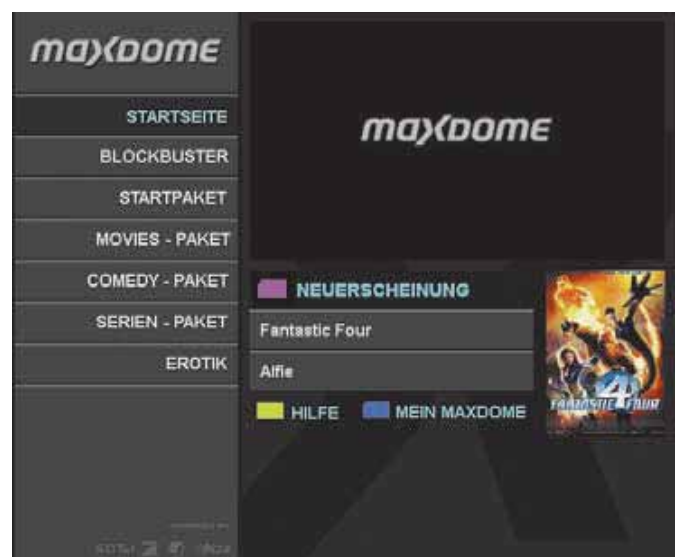 maxdome
STARTSEITE
BLOCKBUSTER
STARTPAKET
MOVIES - PAKET
COMEDY - PAKET
SERIEN - PAKET
EROTIK
maxdome
NEUERSCHEINUNG
Fantastic Four
Alfie
HILFE MEIN MAXDOME
4
FANTASTIC FOUR